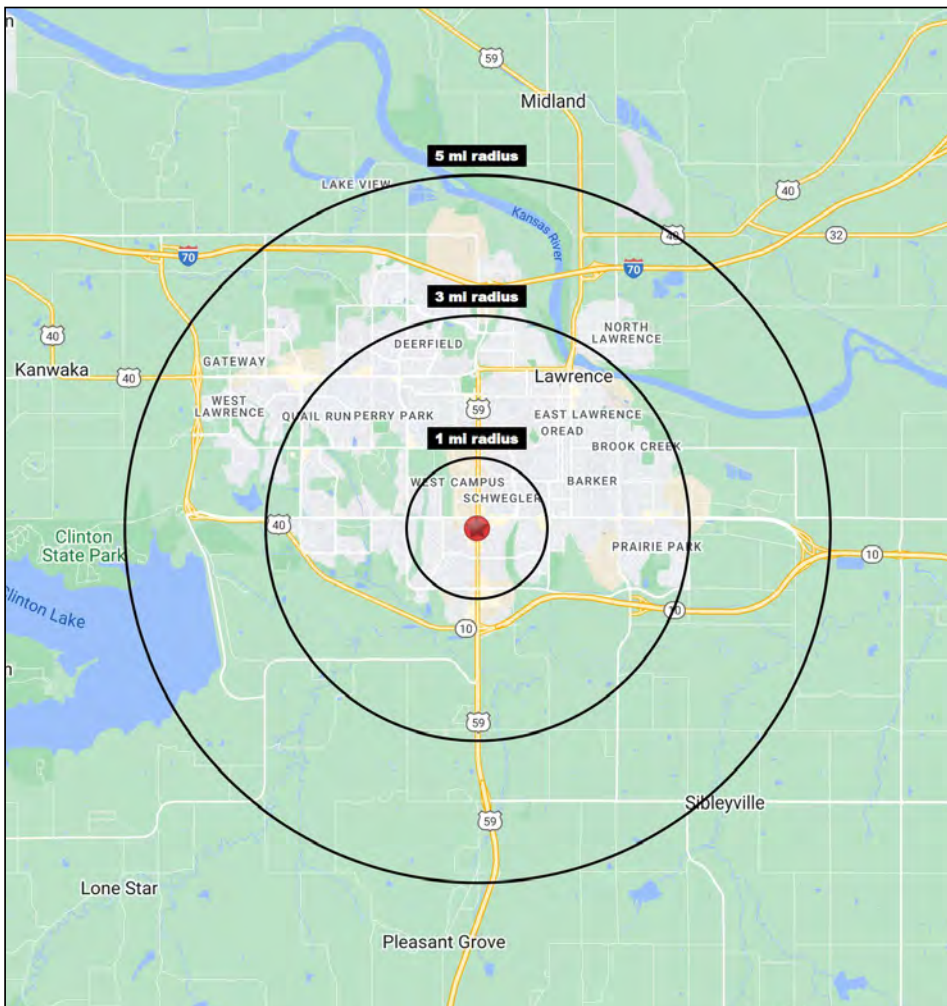 n
59
Midland
5 mi radius
LAKE VIEW
40
Kansas River
40
32
70
70
3 mi radius
40
NORTH
LAWRENCE
DEERFIELD
GATEWAY
Kanwaka
40
Lawrence
WEST
LAWRENCE
59
QUAIL RUN
PERRY PARK
EAST LAWRENCE
OREAD
1 mi radius
BROOK CREEK
WEST CAMPUS
BARKER
SCHWEGLER
40
Clinton
State Park
PRAIRIE PARK
10
Clinton Lake
10
10
n
59
Sibleyville
59
Lone Star
Pleasant Grove